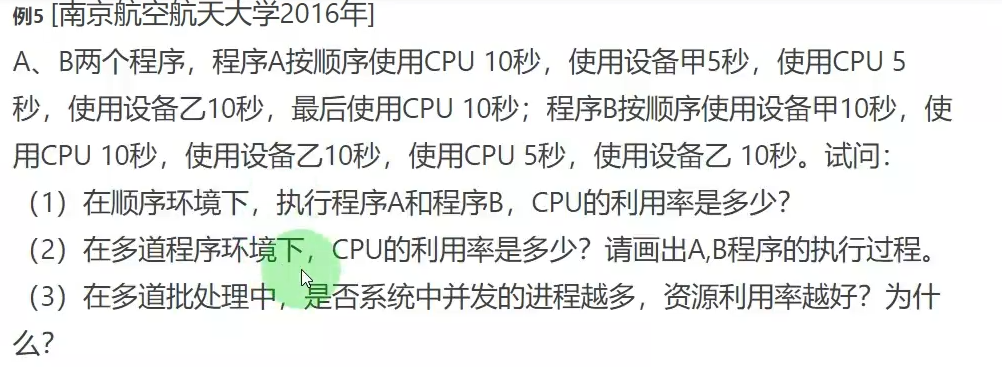 例5 [南京航空航天大学2016年]
A、B两个程序，程序A按顺序使用CPU 10秒，使用设备甲5秒，使用CPU 5
秒，使用设备乙10秒，最后使用CPU 10秒；程序B按顺序使用设备甲10秒，使
用CPU 10秒，使用设备乙10秒，使用CPU 5秒，使用设备乙 10秒。试问：
（1）在顺序环境下，执行程序A和程序B，CPU的利用率是多少？
（2）在多道程序环境下，CPU的利用率是多少？请画出A,B程序的执行过程。
（3）在多道批处理中，是否系统中并发的进程越多，资源利用率越好？为什
么？